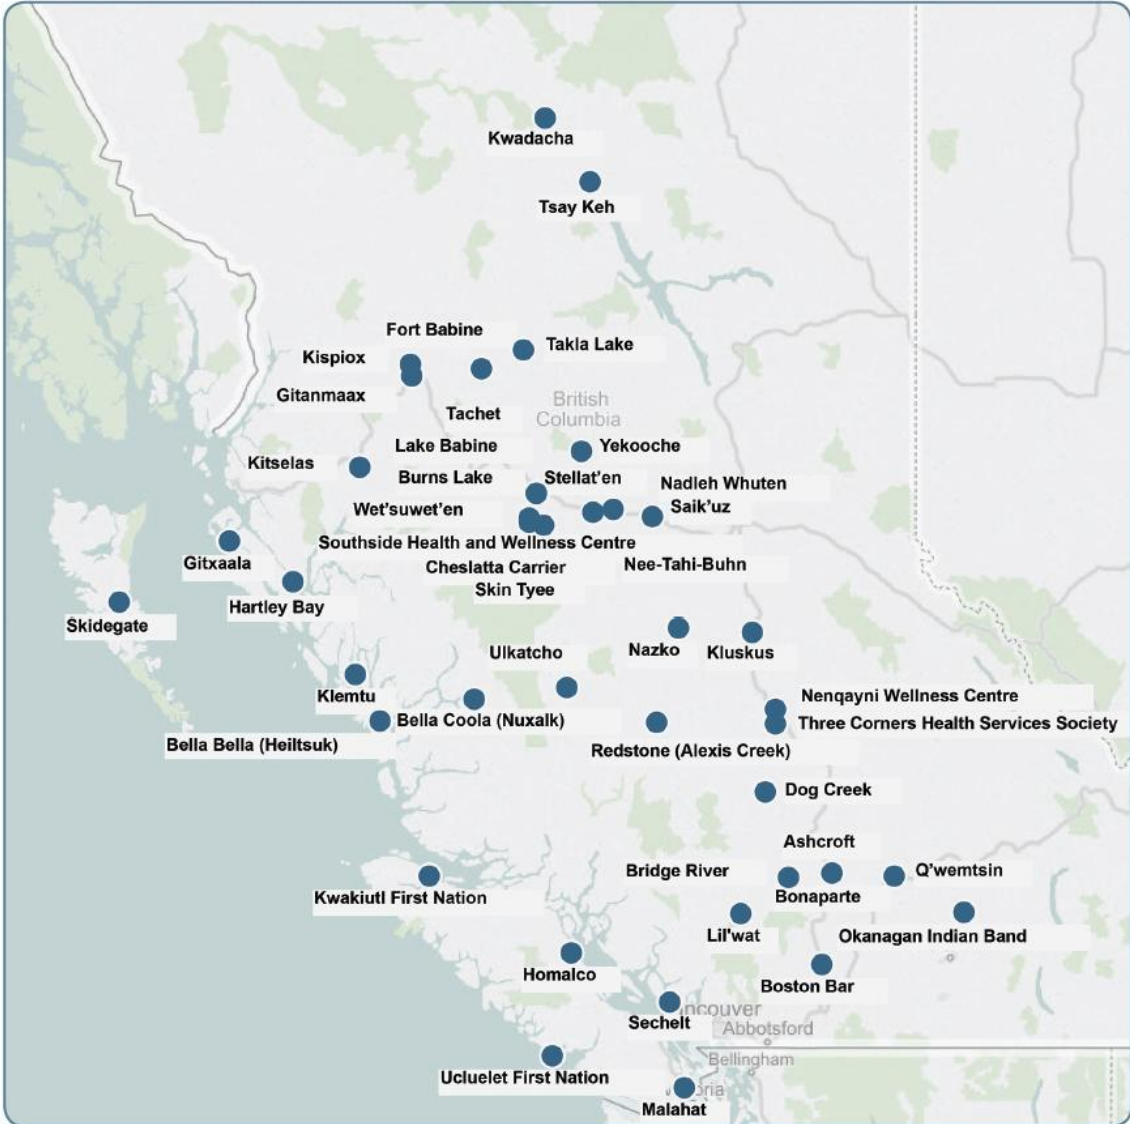 Kwadacha
Tsay Keh
Fort Babine
Takla Lake
Kispiox
Gitanmaax
British
Columbia
Tachet
Lake Babine
Yekooche
Kitselas
Burns Lake
Stellat'en
Nadleh Whuten
Wet'suwet'en
Saik'uz
Southside Health and Wellness Centre
Gitxaala
Cheslatta Carrier
Nee-Tahi-Buhn
Skin Tyee
Hartley Bay
Skidegate
Ulkatcho
Nazko
Kluskus
Klemtu
Nenqayni Wellness Centre
Bella Coola (Nuxalk)
Three Corners Health Services Society
Bella Bella (Heiltsuk)
Redstone (Alexis Creek)
Dog Creek
Ashcroft
Bridge River
Q'wemtsin
Kwakiutl First Nation
Bonaparte
Lil'wat
Okanagan Indian Band
Homalco
Boston Bar
ncouver
Sechelt
Abbotsford
Bellingham
Ucluelet First Nation
ria
Malahat